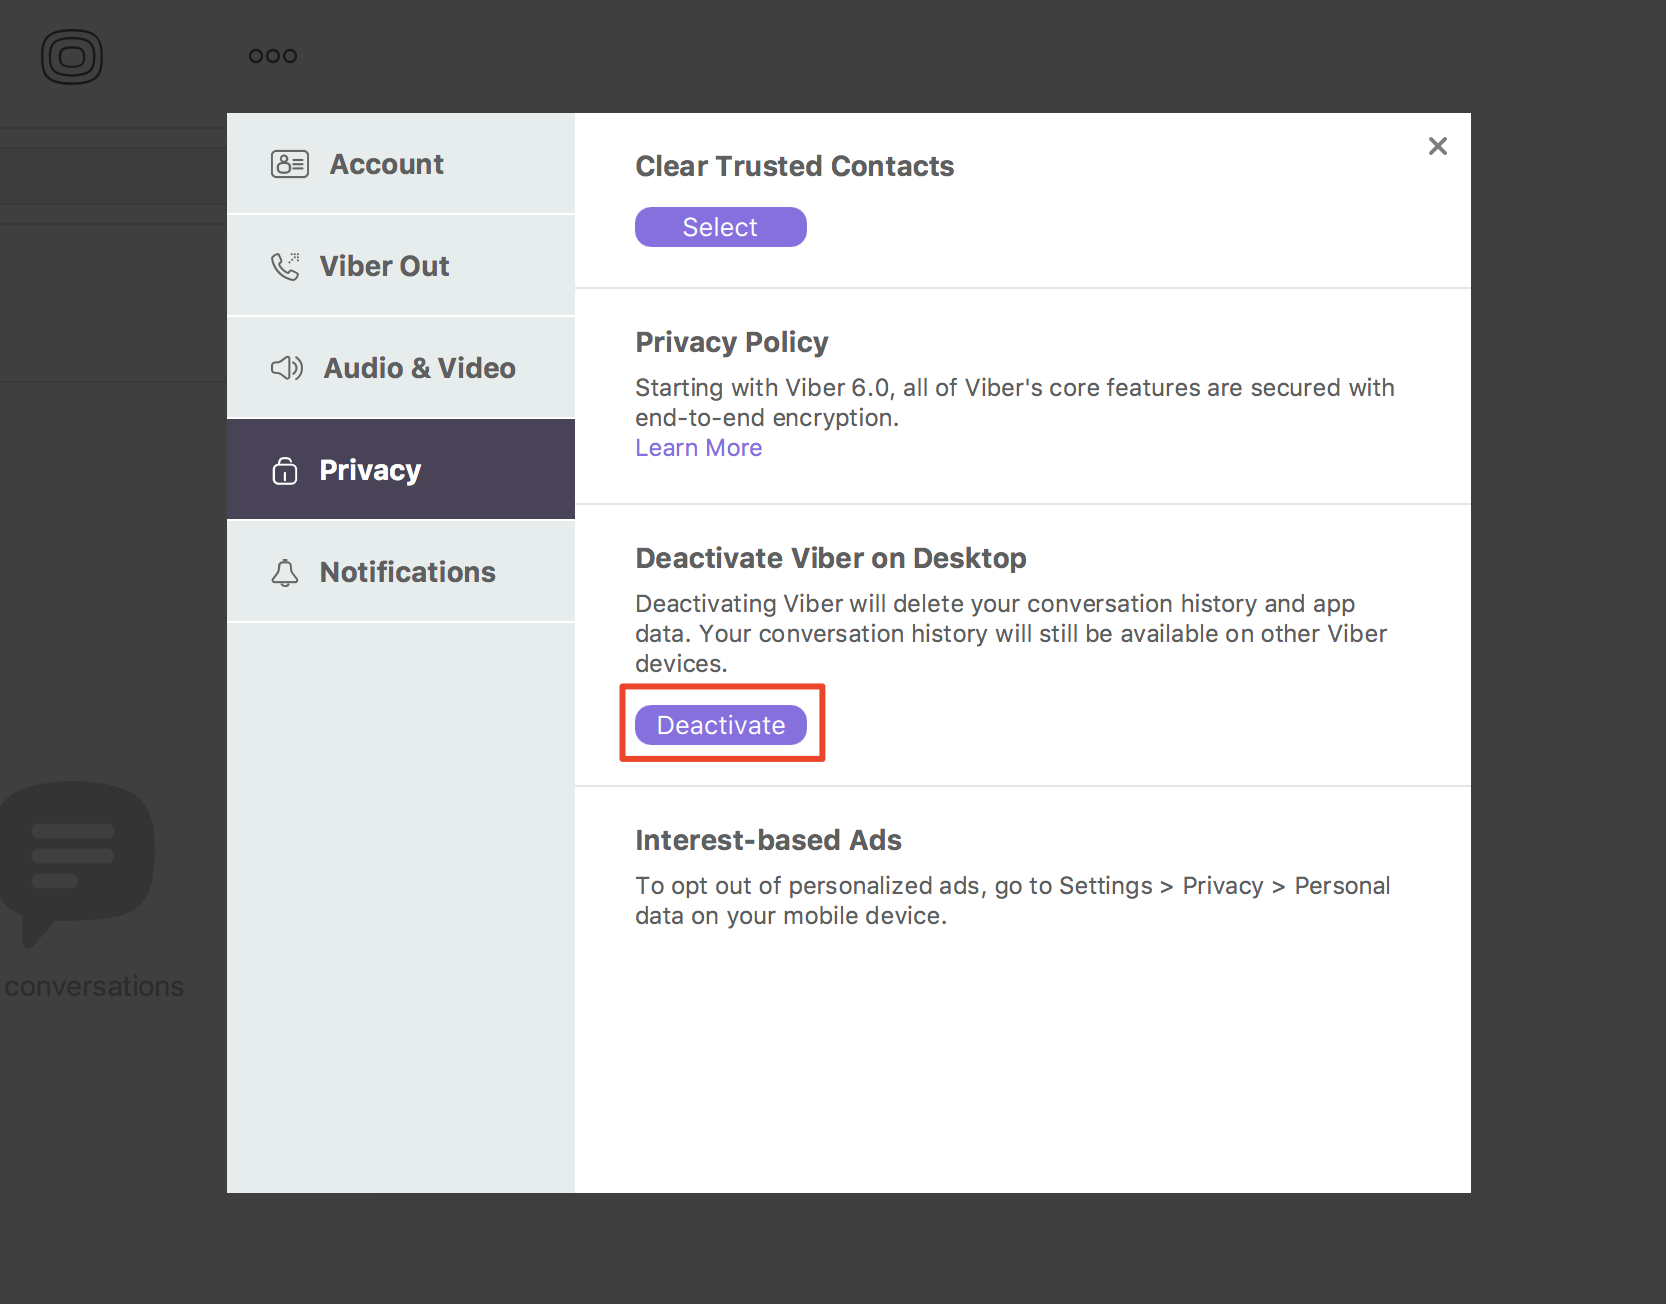 Account
Viber Out
Audio & Video
Privacy
Notifications
Clear Trusted Contacts
Select
Privacy Policy
Starting with Viber 6.0, all of Viber's core features are secured with
end-to-end encryption.
Learn More
Deactivate Viber on Desktop
Deactivating Viber will delete your conversation history and app
data. Your conversation history will still be available on other Viber
devices.
Deactivate
Interest-based Ads
To opt out of personalized ads, go to Settings > Privacy > Personal
data on your mobile device.
conversations